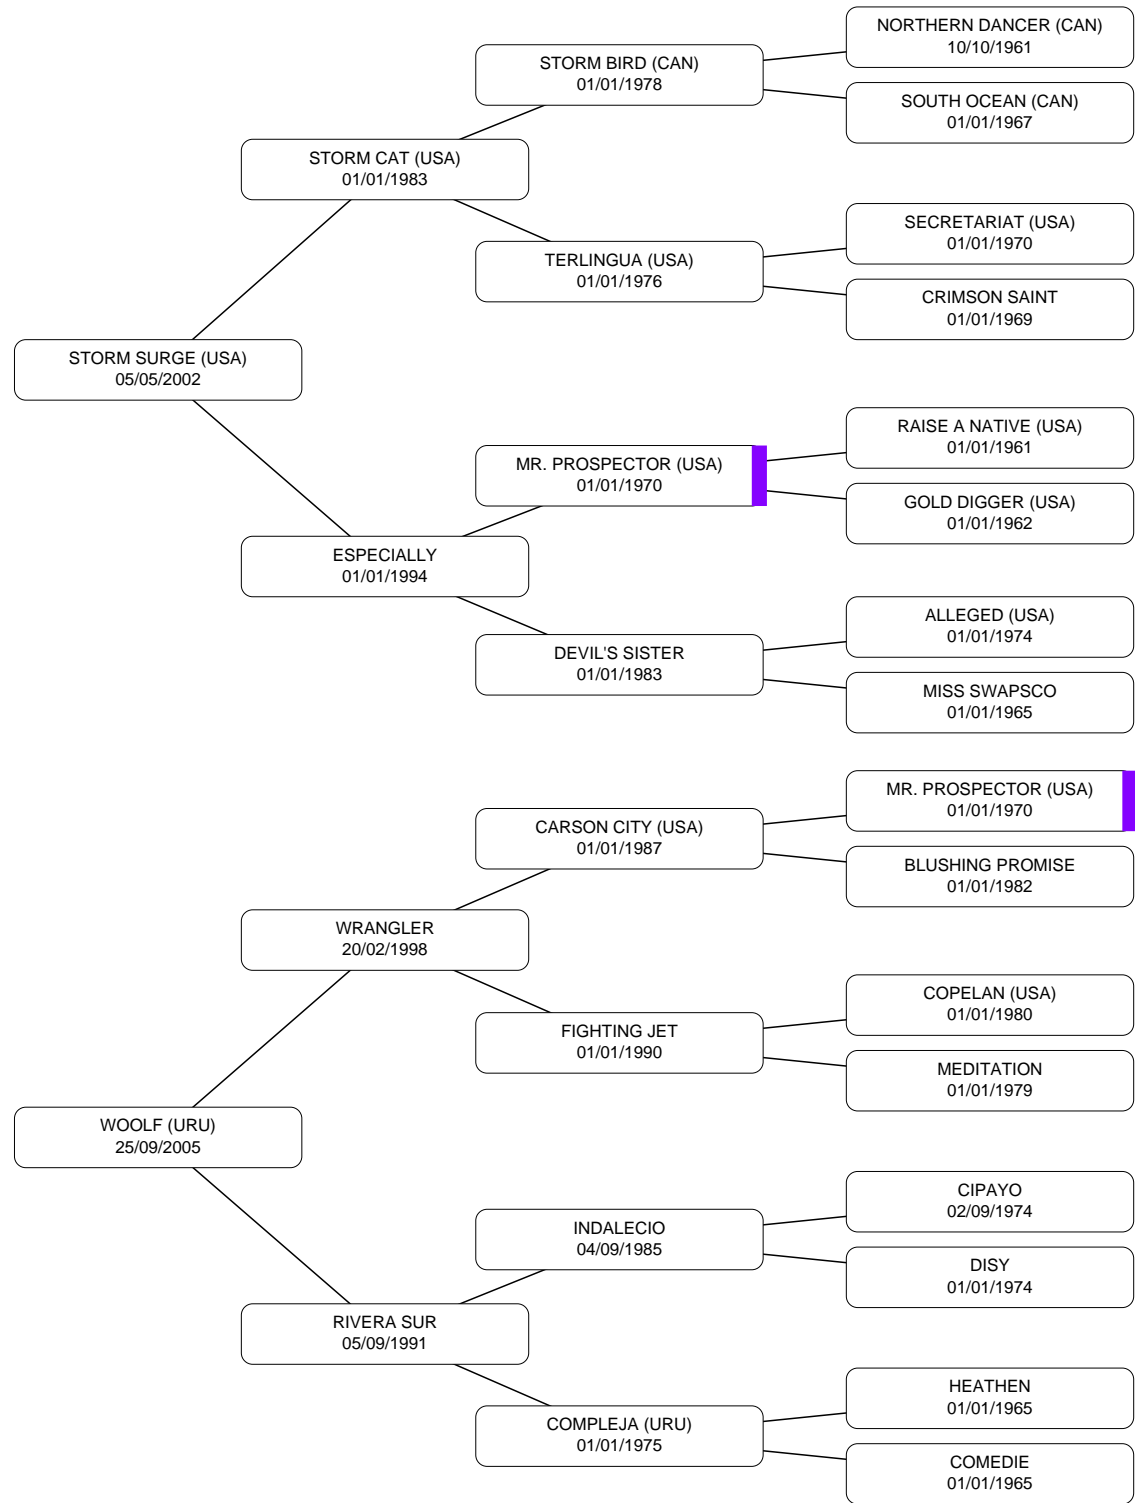 NORTHERN DANCER (CAN)
10/10/1961
STORM BIRD (CAN)
01/01/1978
SOUTH OCEAN (CAN)
01/01/1967
STORM CAT (USA)
01/01/1983
SECRETARIAT (USA)
01/01/1970
TERLINGUA (USA)
01/01/1976
CRIMSON SAINT
01/01/1969
STORM SURGE (USA)
05/05/2002
RAISE A NATIVE (USA)
01/01/1961
MR. PROSPECTOR (USA)
01/01/1970
GOLD DIGGER (USA)
01/01/1962
ESPECIALLY
01/01/1994
ALLEGED (USA)
01/01/1974
DEVIL'S SISTER
01/01/1983
MISS SWAPSCO
01/01/1965
MR. PROSPECTOR (USA)
01/01/1970
CARSON CITY (USA)
01/01/1987
BLUSHING PROMISE
01/01/1982
WRANGLER
20/02/1998
COPELAN (USA)
01/01/1980
FIGHTING JET
01/01/1990
MEDITATION
01/01/1979
WOOLF (URU)
25/09/2005
CIPAYO
02/09/1974
INDALECIO
04/09/1985
DISY
01/01/1974
RIVERA SUR
05/09/1991
HEATHEN
01/01/1965
COMPLEJA (URU)
01/01/1975
COMEDIE
01/01/1965